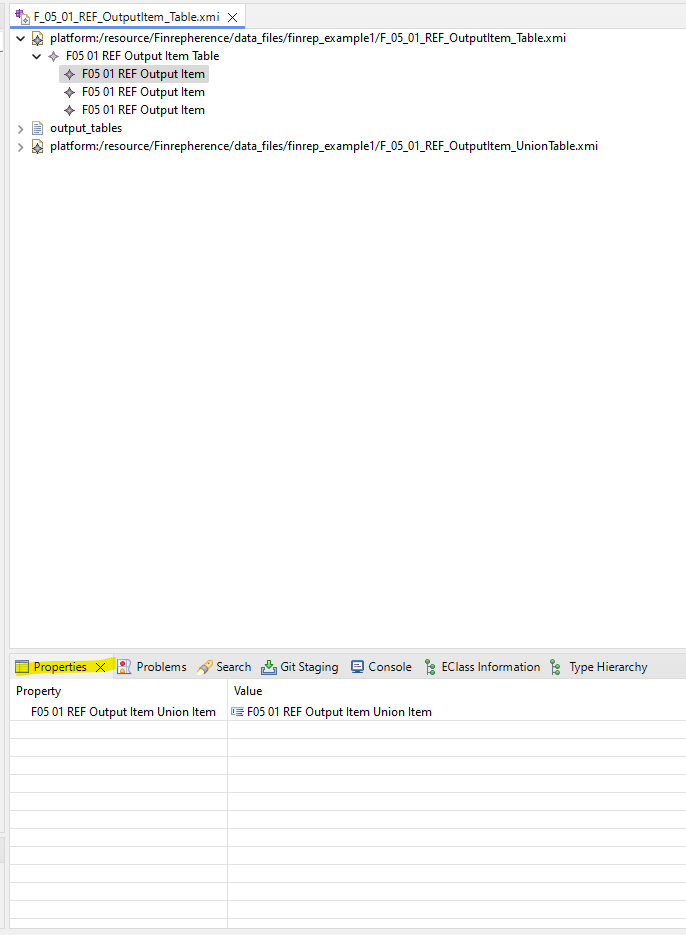 F_05_01_REF_OutputItem_Table.xmi
platform:/resource/Finrepherence/data_files/finrep_example1/F_05_01_REF_OutputItem_Table.xmi
F05 01 REF Output Item Table
F05 01 REF Output Item
F05 01 REF Output Item
F05 01 REF Output Item
output_tables
platform:/resource/Finrepherence/data_files/finrep_example1/F_05_01_REF_OutputItem_UnionTable.xmi
Properties Problems Search Git Staging Console EClass Information Type Hierarchy
Property Value
F05 01 REF Output Item Union Item F05 01 REF Output Item Union Item